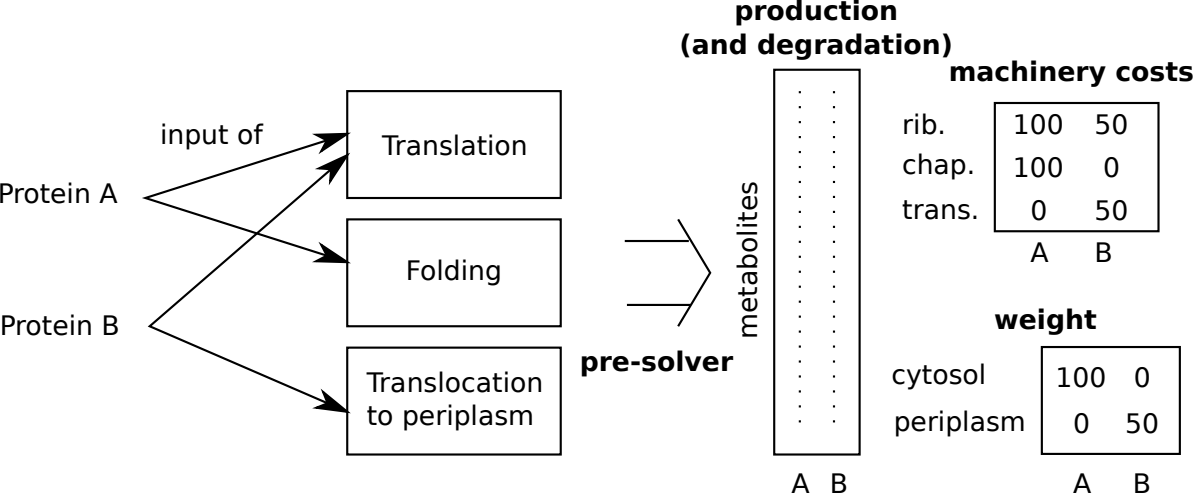 input of
Protein A
Protein B
Translation
Folding
Translocation
to periplasm
pre-solver
production
(and degradation)
metabolites
A B
machinery costs
rib. 100 50
chap. 100 0
trans. 0 50
A B
weight
cytosol 100 0
periplasm 0 50
A B